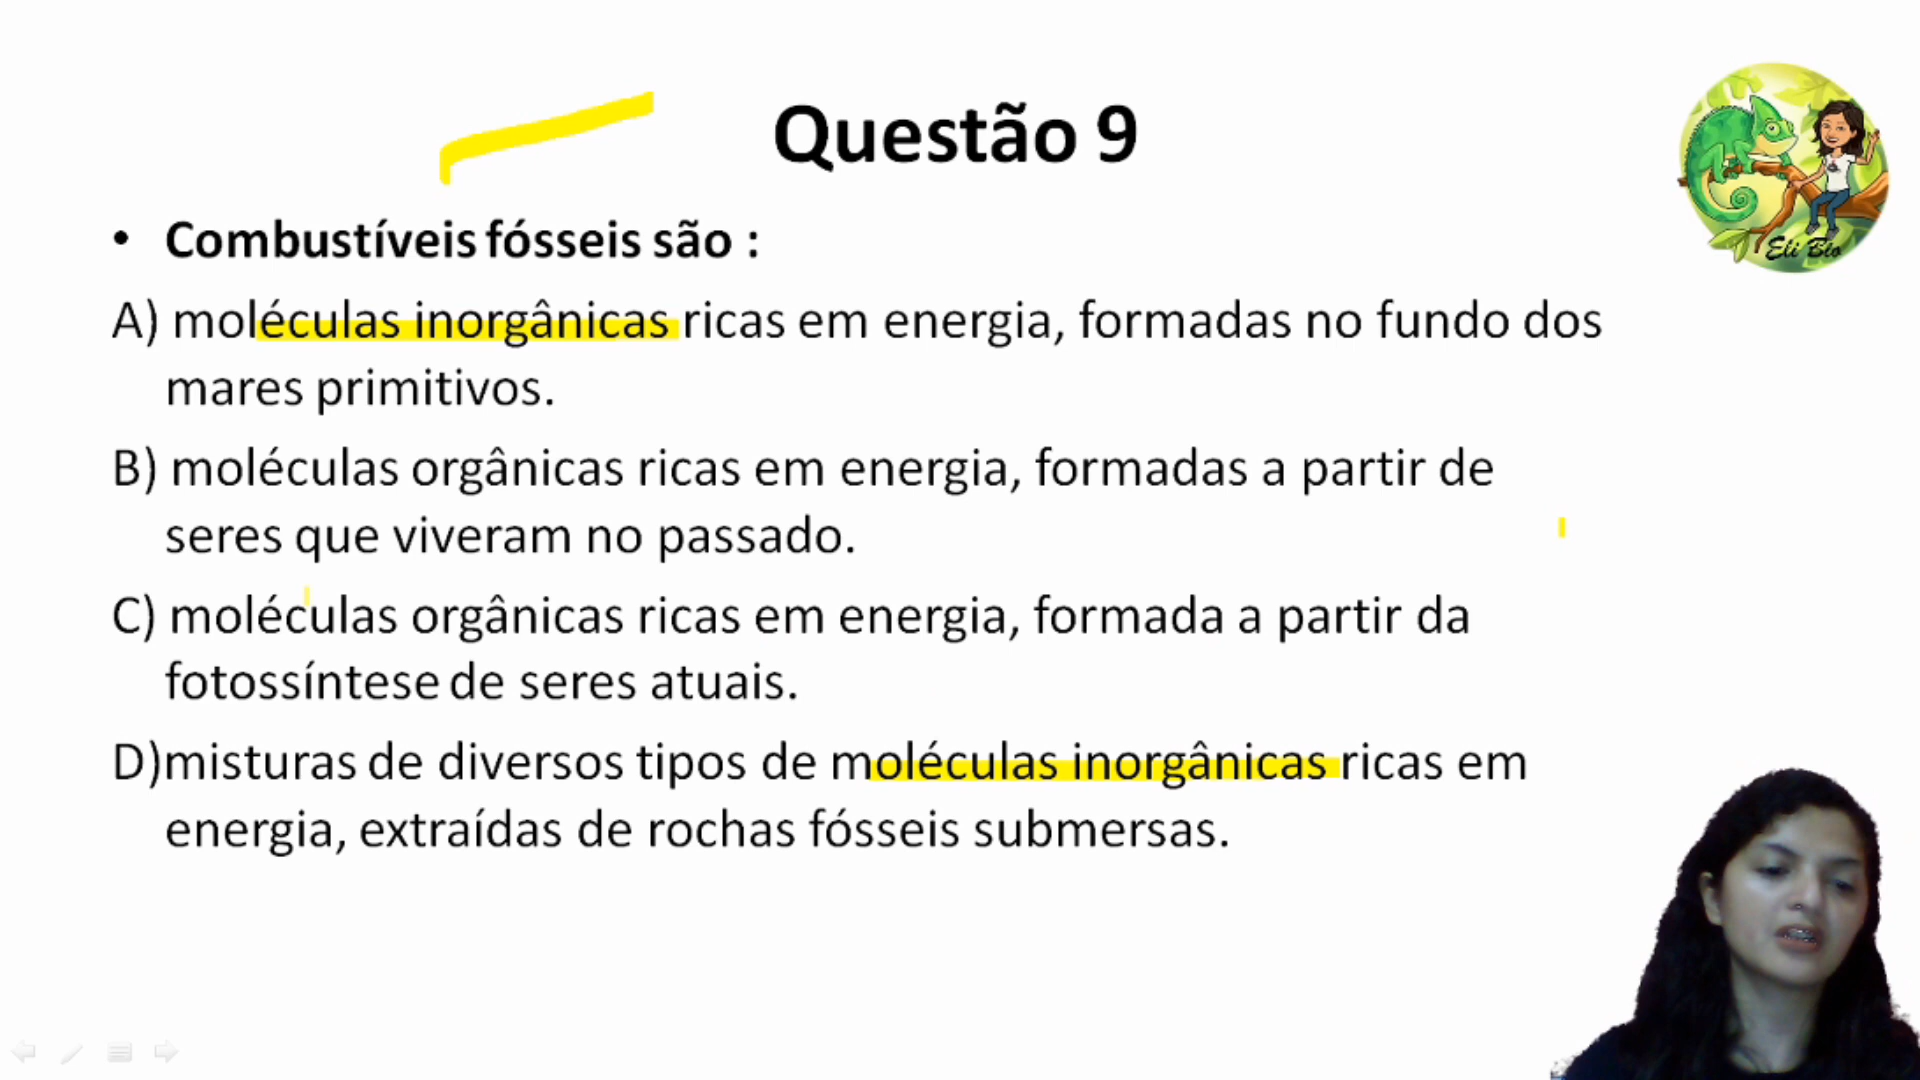 Questão 9
Eli Bio
• Combustíveis fósseis são :
A) moléculas inorgânicas ricas em energia, formadas no fundo dos
mares primitivos.
B) moléculas orgânicas ricas em energia, formadas a partir de
seres que viveram no passado.
C) moléculas orgânicas ricas em energia, formada a partir da
fotossíntese de seres atuais.
D)misturas de diversos tipos de moléculas inorgânicas ricas em
energia, extraídas de rochas fósseis submersas.